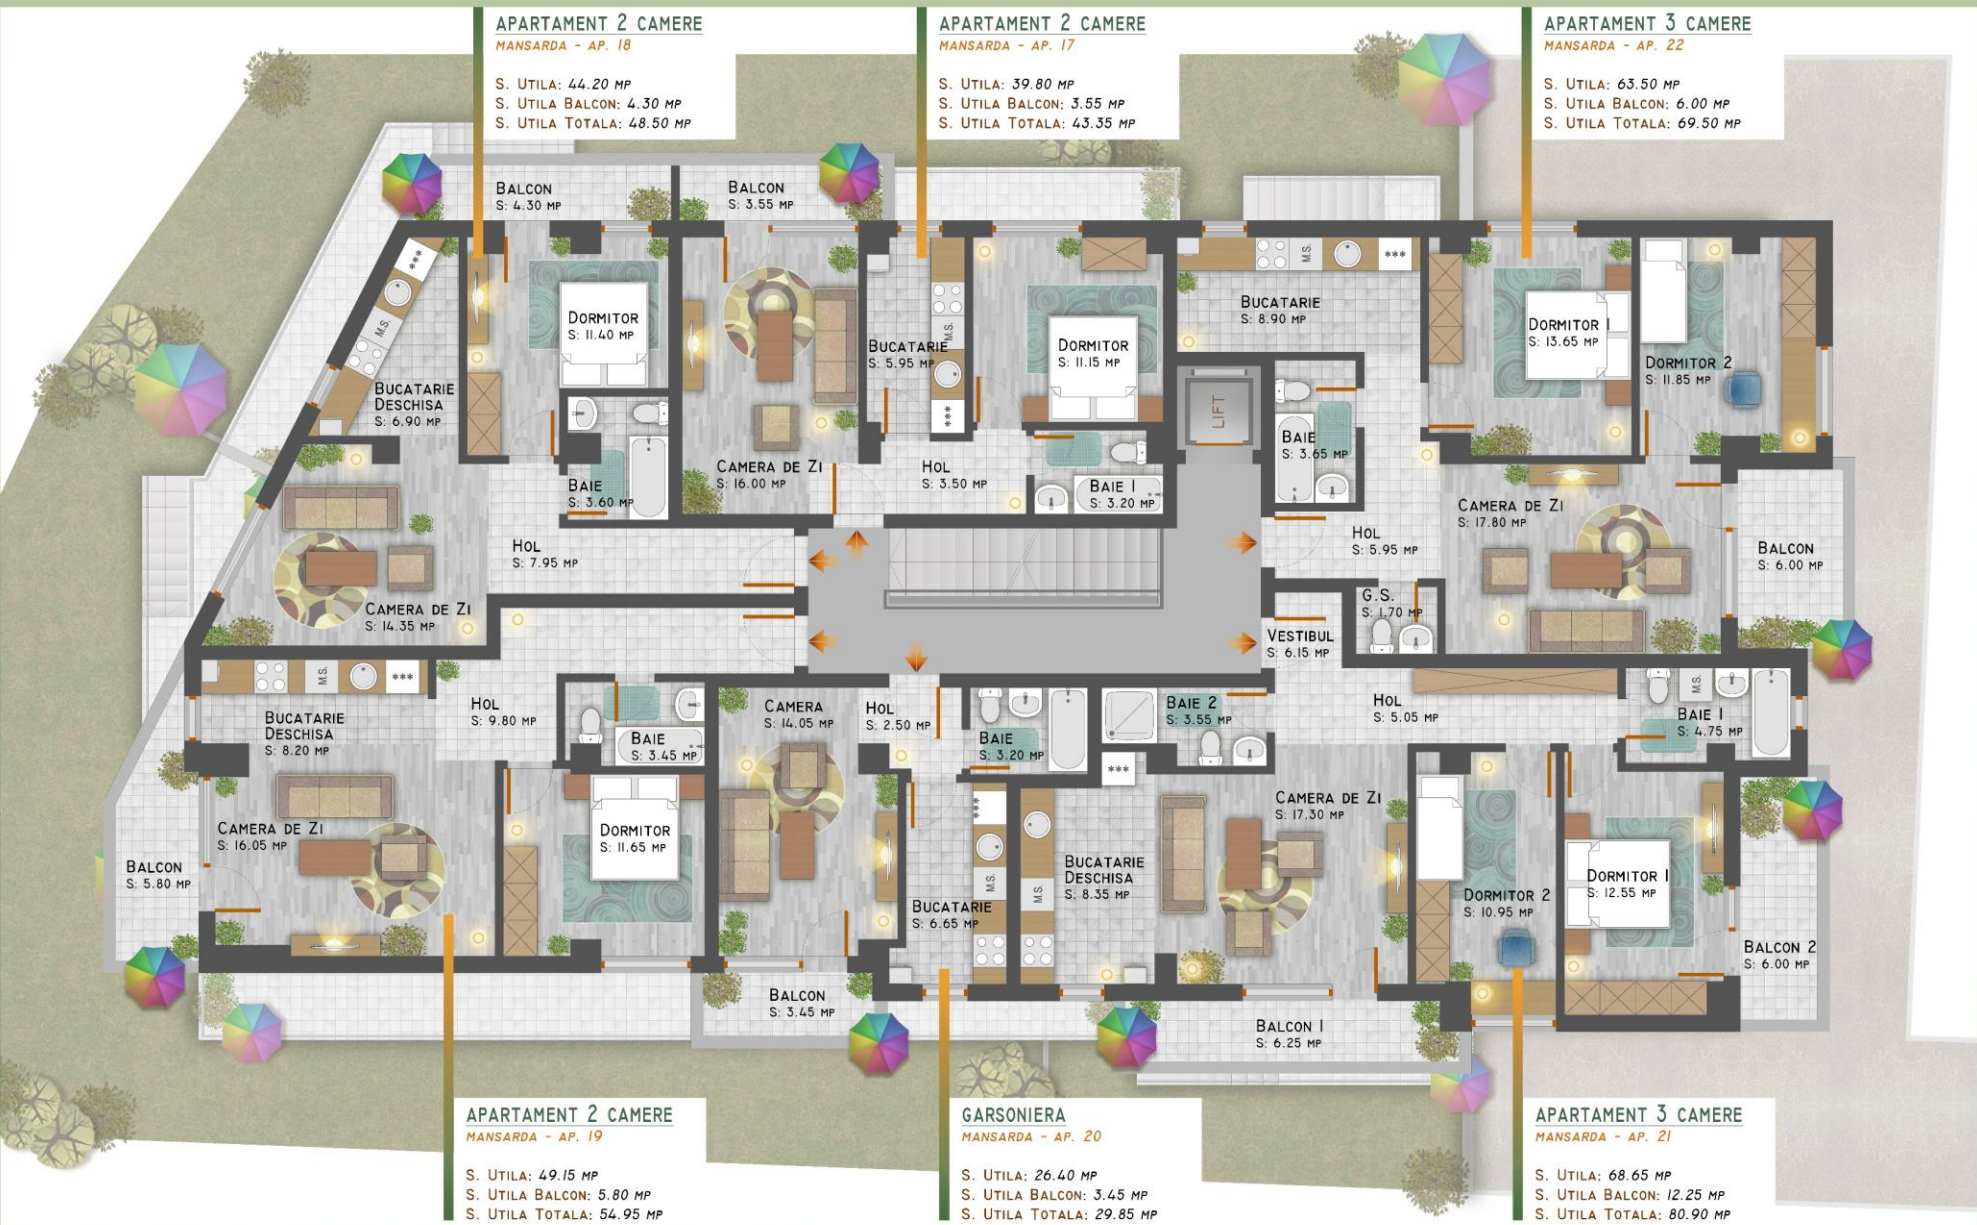 APARTAMENT 2 CAMERE
MANSARDA - AP. 18
S. UTILA: 44.20 MP
S. UTILA BALCON: 4.30 MP
S. UTILA TOTALA: 48.50 MP
APARTAMENT 2 CAMERE
MANSARDA - AP. 17
S. UTILA: 39.80 MP
S. UTILA BALCON: 3.55 MP
S. UTILA TOTALA: 43.35 MP
APARTAMENT 3 CAMERE
MANSARDA - AP. 22
S. UTILA: 63.50 MP
S. UTILA BALCON: 6.00 MP
S. UTILA TOTALA: 69.50 MP
BALCON
S: 4.30 MP
BALCON
S: 3.55 MP
***
M.S.
BUCATARIE
DESCHISA
S: 6.90 MP
DORMITOR
S: 11.40 MP
BAIE
S: 3.60 MP
HOL
S: 7.95 MP
CAMERA DE ZI
S: 14.35 MP
CAMERA DE ZI
S: 16.00 MP
BUCATARIE
S: 5.95 MP
M.S.
***
DORMITOR
S: 11.15 MP
HOL
S: 3.50 MP
BAIE 1
S: 3.20 MP
LIFT
M.S.
***
BUCATARIE
S: 8.90 MP
BAIE
S: 3.65 MP
DORMITOR 1
S: 13.65 MP
DORMITOR 2
S: 11.85 MP
CAMERA DE ZI
S: 17.80 MP
HOL
S: 5.95 MP
BALCON
S: 6.00 MP
G.S.
S: 1.70 MP
VESTIBUL
S: 6.15 MP
M.S.
***
BUCATARIE
DESCHISA
S: 8.20 MP
HOL
S: 9.80 MP
BAIE
S: 3.45 MP
CAMERA DE ZI
S: 16.05 MP
DORMITOR
S: 11.65 MP
BALCON
S: 5.80 MP
CAMERA
S: 14.05 MP
HOL
S: 2.50 MP
BAIE
S: 3.20 MP
***
M.S.
BUCATARIE
S: 6.65 MP
BALCON
S: 3.45 MP
BAIE 2
S: 3.55 MP
***
HOL
S: 5.05 MP
M.S.
BAIE 1
S: 4.75 MP
M.S.
BUCATARIE
DESCHISA
S: 8.35 MP
CAMERA DE ZI
S: 17.30 MP
DORMITOR 2
S: 10.95 MP
DORMITOR 1
S: 12.55 MP
BALCON 2
S: 6.00 MP
BALCON 1
S: 6.25 MP
APARTAMENT 2 CAMERE
MANSARDA - AP. 19
S. UTILA: 49.15 MP
S. UTILA BALCON: 5.80 MP
S. UTILA TOTALA: 54.95 MP
GARSONIERA
MANSARDA - AP. 20
S. UTILA: 26.40 MP
S. UTILA BALCON: 3.45 MP
S. UTILA TOTALA: 29.85 MP
APARTAMENT 3 CAMERE
MANSARDA - AP. 21
S. UTILA: 68.65 MP
S. UTILA BALCON: 12.25 MP
S. UTILA TOTALA: 80.90 MP